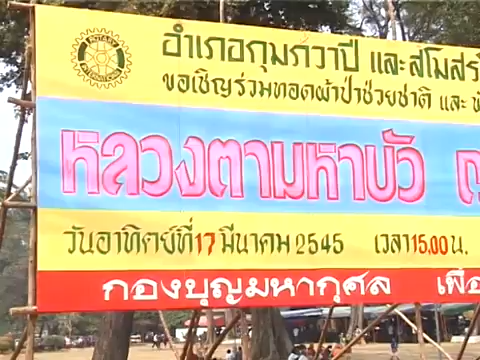 ROTARY INTERNATIONAL
อำเภอกุมภวาปี และสโมสร
ขอเชิญร่วมทอดผ้าป่าช่วยชาติ และ
หลวงตามหาบัว ญ
วันอาทิตย์ที่ 17 มีนาคม 2545 เวลา 15.00 น.
กองบุญมหากุศล เพื่อ